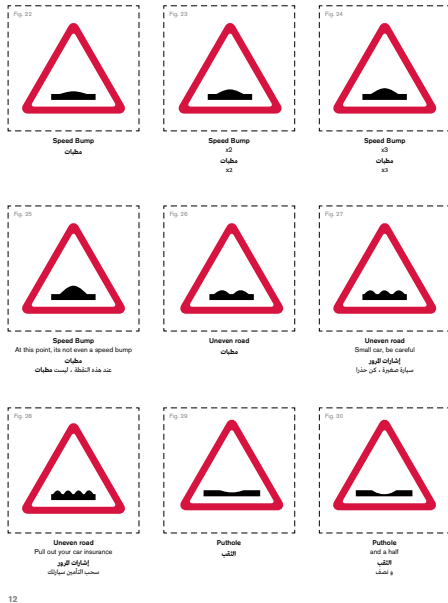 Fig. 22
Speed Bump
مطبات
Fig. 23
Speed Bump
x2
مطبات
x2
Fig. 24
Speed Bump
x3
مطبات
x3
Fig. 25
Speed Bump
At this point, its not even a speed bump
مطبات
عند هذه النقطة ، ليست مطبات
Fig. 26
Uneven road
مطبات
Fig. 27
Uneven road
Small car, be careful
إشارات المرور
سيارة صغيرة ، كن حذرا
Fig. 28
Uneven road
Pull out your car insurance
إشارات المرور
سحب التأمين سيارتك
Fig. 29
Puthole
الثقب
Fig. 30
Puthole
and a half
الثقب
و نصف
12